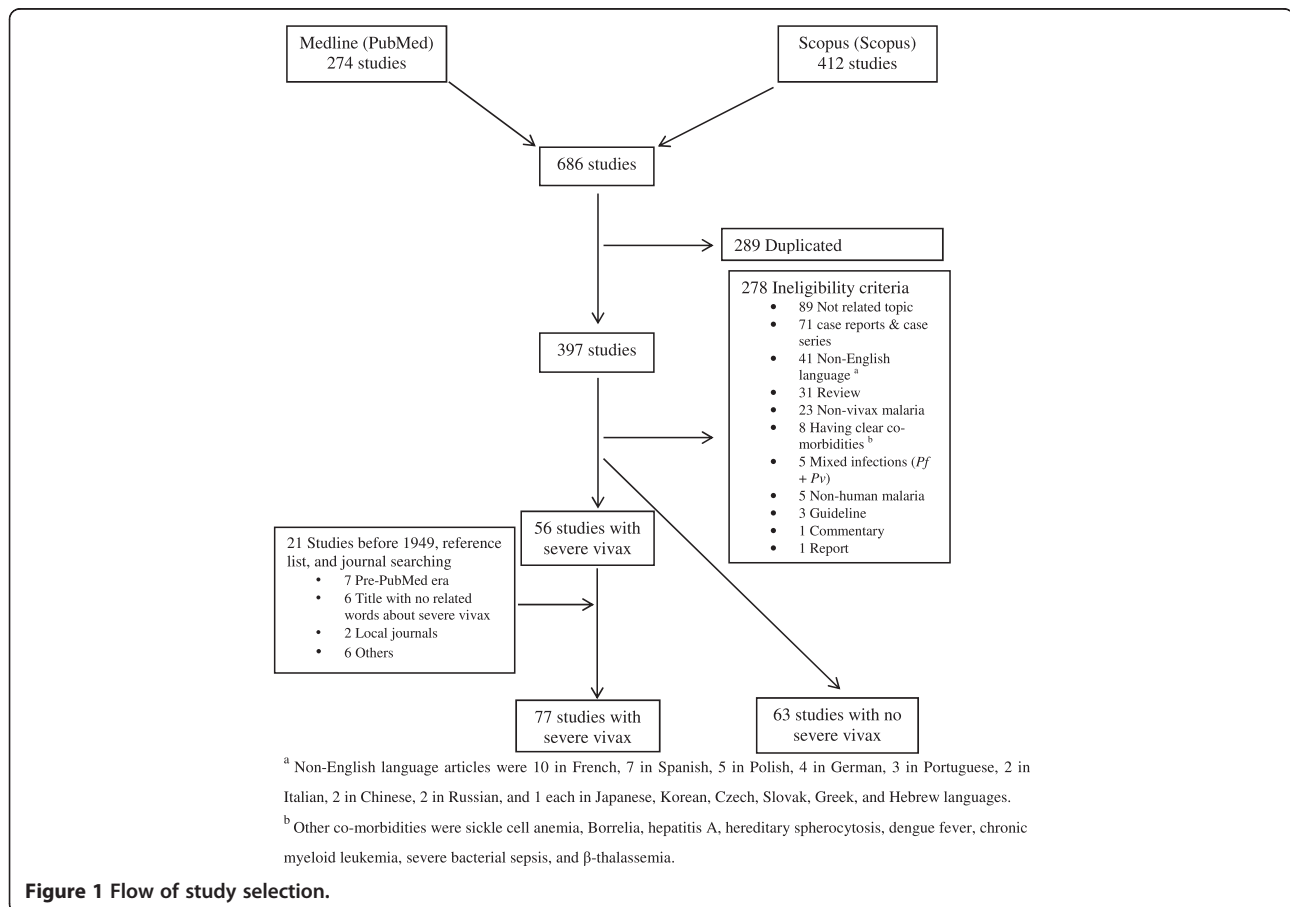 Medline (PubMed)
274 studies
Scopus (Scopus)
412 studies
686 studies
289 Duplicated
278 Ineligibility criteria
• 89 Not related topic
• 71 case reports & case
series
• 41 Non-English
language a
• 31 Review
• 23 Non-vivax malaria
• 8 Having clear co-
morbidities b
• 5 Mixed infections (Pf
+ Pv)
• 5 Non-human malaria
• 3 Guideline
• 1 Commentary
• 1 Report
397 studies
56 studies with
severe vivax
21 Studies before 1949, reference
list, and journal searching
• 7 Pre-PubMed era
• 6 Title with no related
words about severe vivax
• 2 Local journals
• 6 Others
77 studies with
severe vivax
63 studies with no
severe vivax
a Non-English language articles were 10 in French, 7 in Spanish, 5 in Polish, 4 in German, 3 in Portuguese, 2 in
Italian, 2 in Chinese, 2 in Russian, and 1 each in Japanese, Korean, Czech, Slovak, Greek, and Hebrew languages.
b Other co-morbidities were sickle cell anemia, Borrelia, hepatitis A, hereditary spherocytosis, dengue fever, chronic
myeloid leukemia, severe bacterial sepsis, and β-thalassemia.
Figure 1 Flow of study selection.